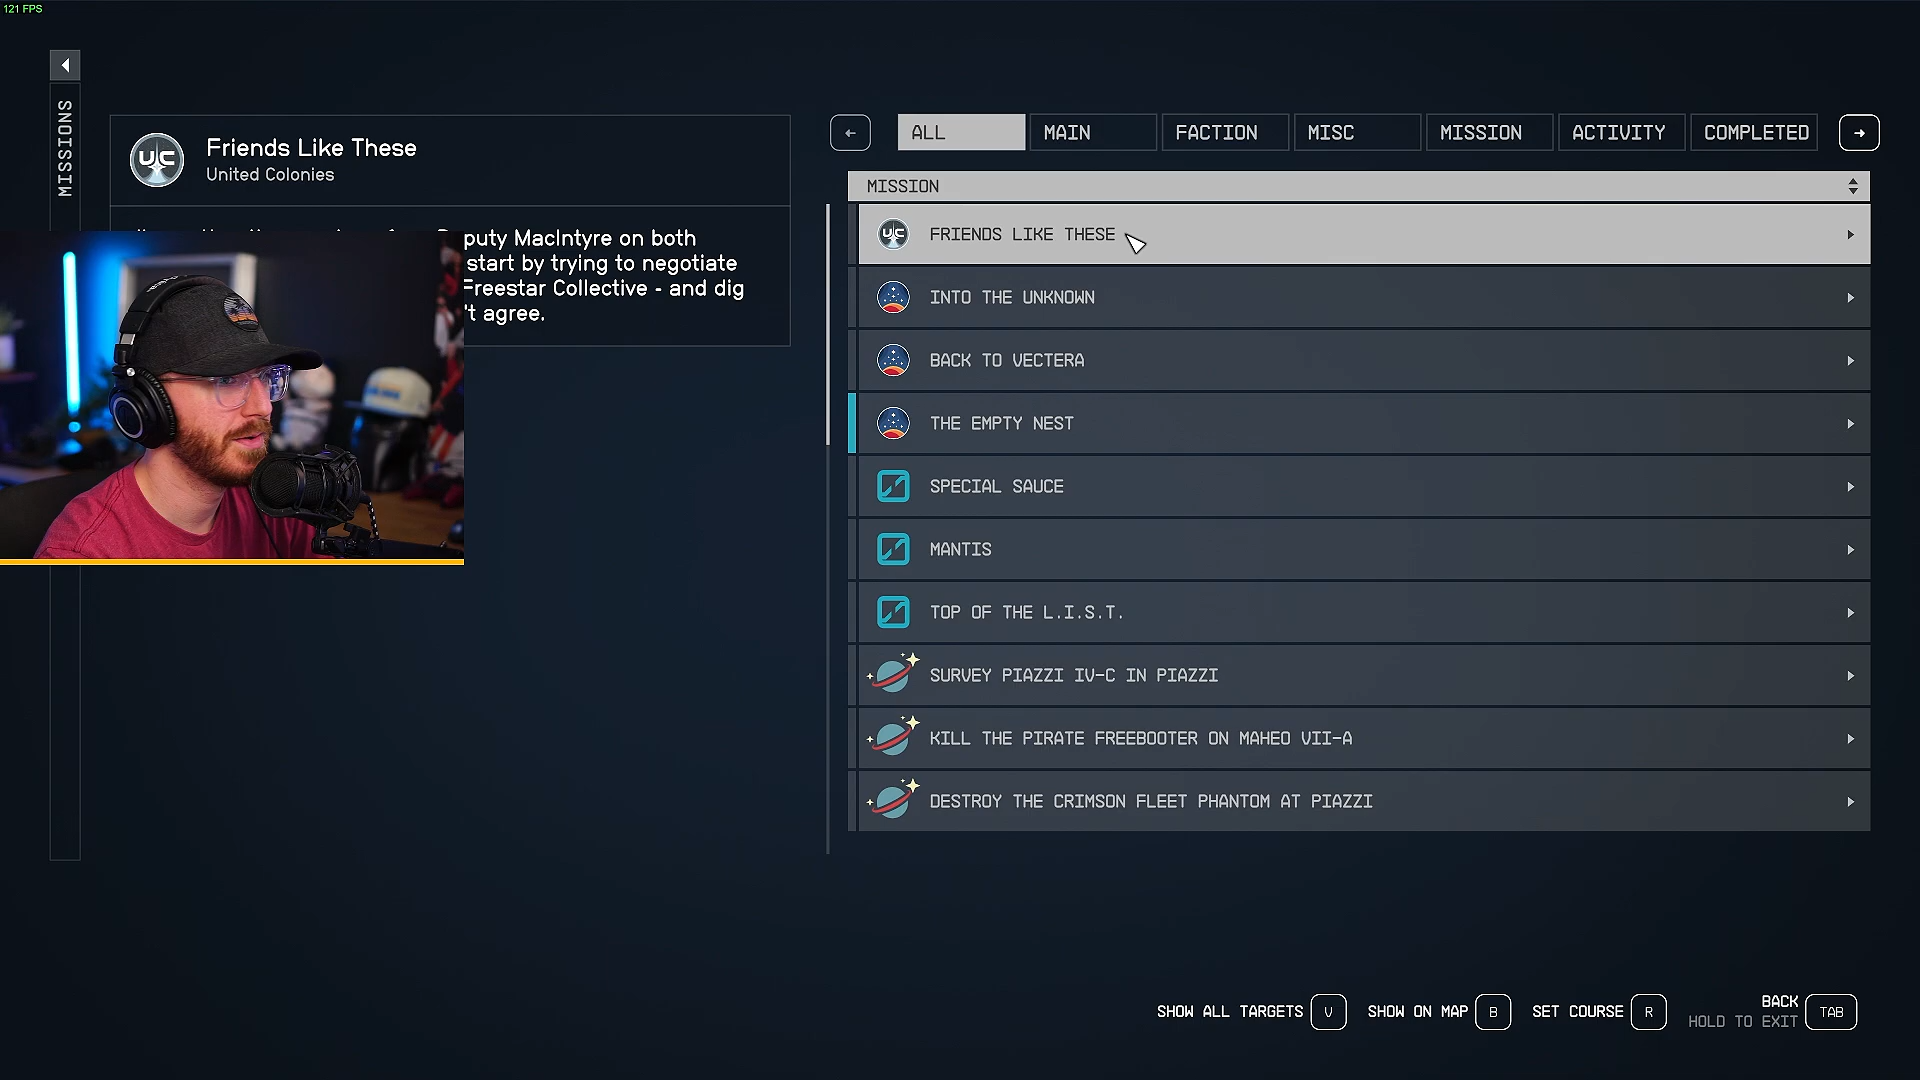 121 FPS
MISSIONS
UC
Friends Like These
United Colonies
puty MacIntyre on both
start by trying to negotiate
Freestar Collective - and dig
't agree.
ALL
MAIN
FACTION
MISC
MISSION
ACTIVITY
COMPLETED
MISSION
UC
FRIENDS LIKE THESE
INTO THE UNKNOWN
BACK TO VECTERA
THE EMPTY NEST
SPECIAL SAUCE
MANTIS
TOP OF THE L.I.S.T.
SURVEY PIAZZI IV-C IN PIAZZI
KILL THE PIRATE FREEBOOTER ON MAHEO VII-A
DESTROY THE CRIMSON FLEET PHANTOM AT PIAZZI
SHOW ALL TARGETS V
SHOW ON MAP B
SET COURSE R
BACK
HOLD TO EXIT
TAB